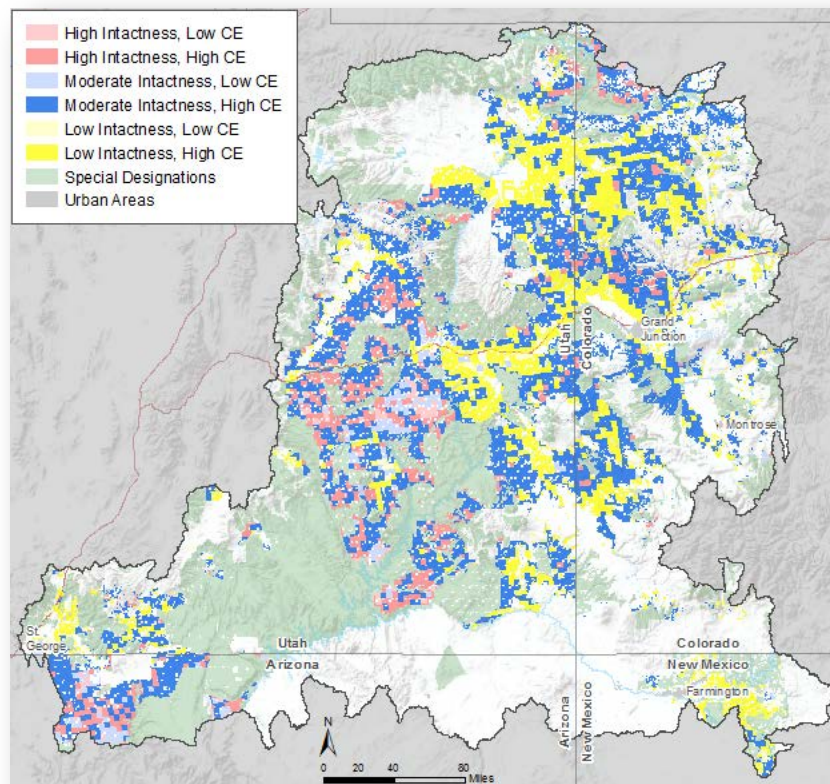 High Intactness, Low CE
High Intactness, High CE
Moderate Intactness, Low CE
Moderate Intactness, High CE
Low Intactness, Low CE
Low Intactness, High CE
Special Designations
Urban Areas
Utah
Colorado
Grand
Junction
Montrose
St.
George
Utah
Arizona
Colorado
New Mexico
Farmington
Arizona
New Mexico
N
0
40
80
Miles